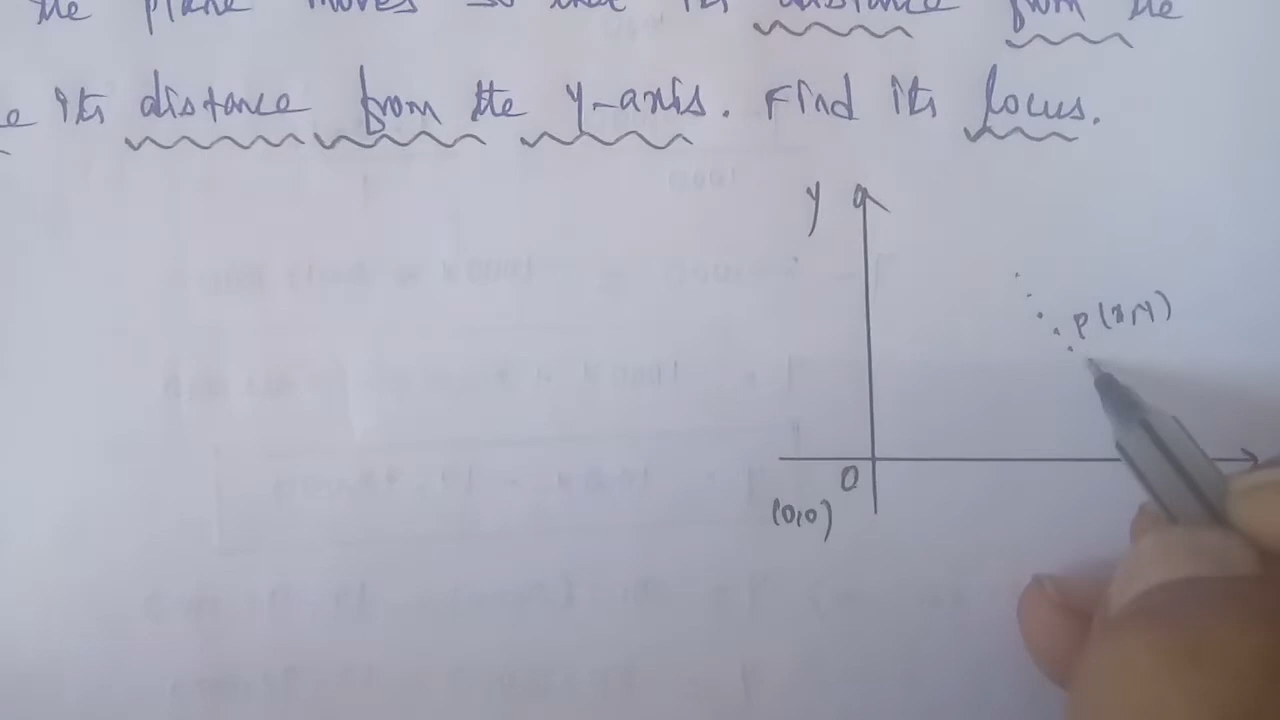 the plane moves so that its distance from the
its distance from the y-axis. Find its locus.
y
P(x,y)
O
(0,0)